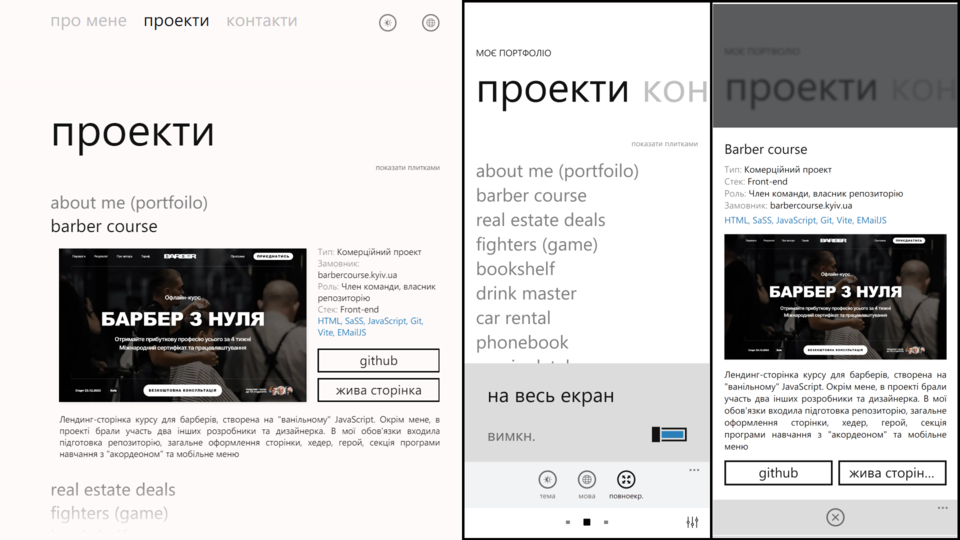 про мене проекти контакти
проекти
показати плитками
about me (portfoilo)
barber course
BARBER
ПРИЄДНАТИСЬ
Офлайн-курс
БАРБЕР З НУЛЯ
Отримайте прибуткову професію усього за 4 тижні
Міжнародний сертифікат та працевлаштування
БЕЗКОШТОВНА КОНСУЛЬТАЦІЯ
Тип: Комерційний проект
Замовник:
barbercourse.kyiv.ua
Роль: Член команди, власник
репозиторію
Стек: Front-end
HTML, SaSS, JavaScript, Git,
Vite, EMailJS
github
жива сторінка
Лендинг-сторінка курсу для барберів, створена на "ванільному" JavaScript. Окрім мене, в
проекті брали участь два інших розробники та дизайнерка. В мої обов'язки входила
підготовка репозиторію, загальне оформлення сторінки, хедер, герой, секція програми
навчання з "акордеоном" та мобільне меню
real estate deals
fighters (game)
МОЄ ПОРТФОЛІО
проекти кон
показати плитками
about me (portfoilo)
barber course
real estate deals
fighters (game)
bookshelf
drink master
car rental
phonebook
на весь екран
вимкн.
тема мова повноекр.
МОЄ ПОРТФОЛІО
проекти кон
Barber course
Тип: Комерційний проект
Стек: Front-end
Роль: Член команди, власник репозиторію
Замовник: barbercourse.kyiv.ua
HTML, SaSS, JavaScript, Git, Vite, EMailJS
BARBER
ПРИЄДНАТИСЬ
Офлайн-курс
БАРБЕР З НУЛЯ
Отримайте прибуткову професію усього за 4 тижні
Міжнародний сертифікат та працевлаштування
БЕЗКОШТОВНА КОНСУЛЬТАЦІЯ
Лендинг-сторінка курсу для барберів, створена на
"ванільному" JavaScript. Окрім мене, в проекті брали
участь два інших розробники та дизайнерка. В мої
обов'язки входила підготовка репозиторію, загальне
оформлення сторінки, хедер, герой, секція
програми навчання з "акордеоном" та мобільне
меню
github
жива сторін...